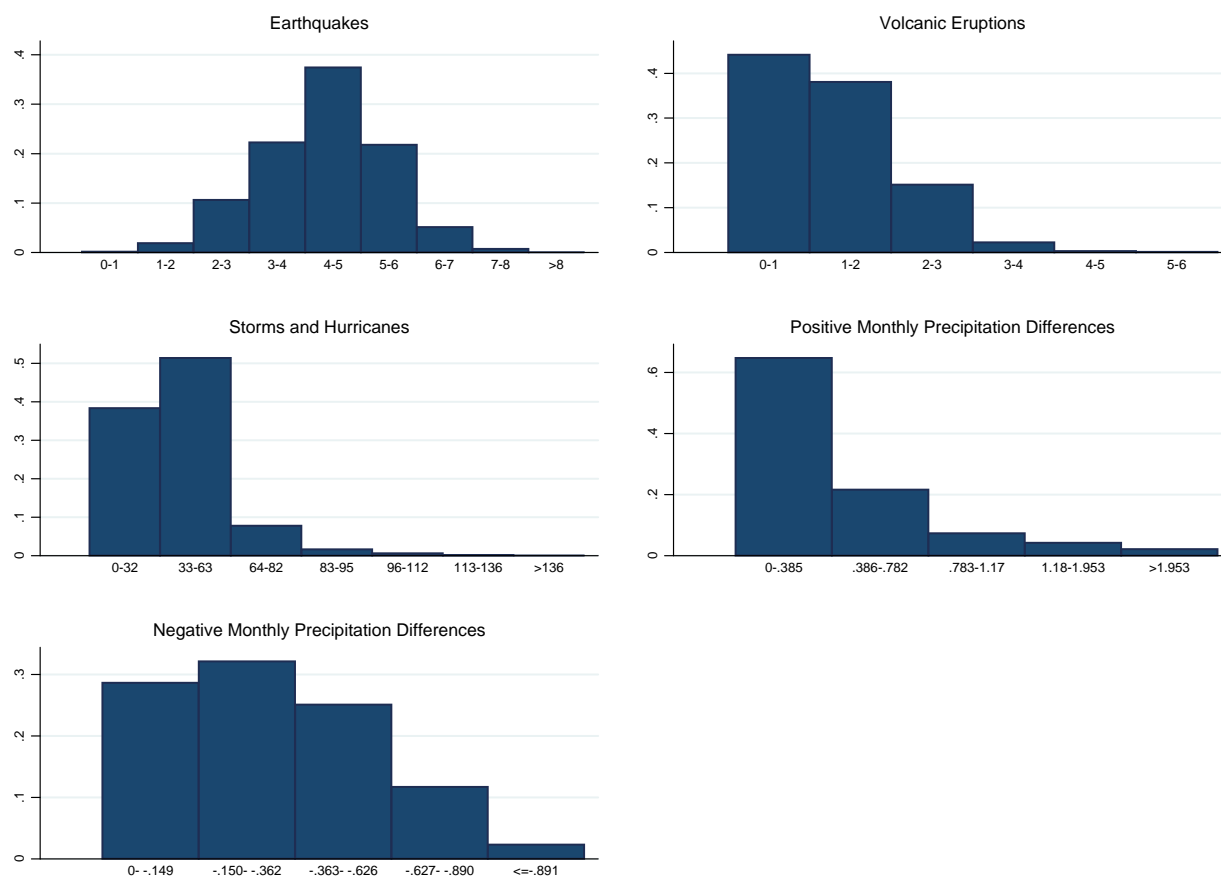 Earthquakes
.4
.3
.2
.1
0
0-1 1-2 2-3 3-4 4-5 5-6 6-7 7-8 >8
Volcanic Eruptions
.4
.3
.2
.1
0
0-1 1-2 2-3 3-4 4-5 5-6
Storms and Hurricanes
.5
.4
.3
.2
.1
0
0-32 33-63 64-82 83-95 96-112 113-136 >136
Positive Monthly Precipitation Differences
.6
.4
.2
0
0-.385 .386-.782 .783-1.17 1.18-1.953 >1.953
Negative Monthly Precipitation Differences
.3
.2
.1
0
0- -.149 -.150- -.362 -.363- -.626 -.627- -.890 <=-.891